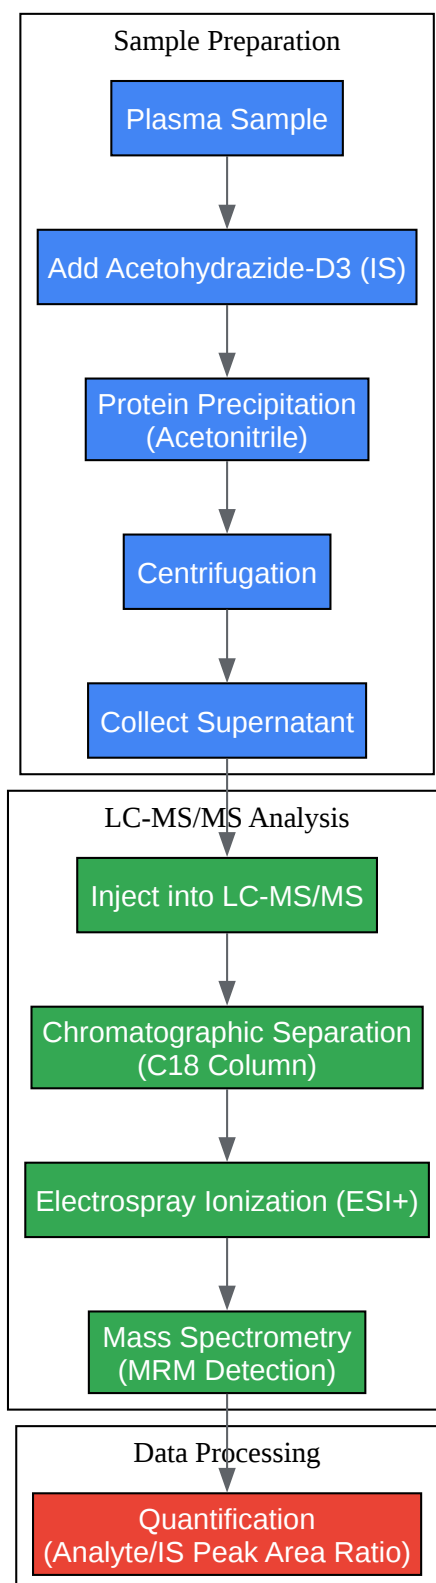 Sample Preparation
Plasma Sample
Add Acetohydrazide-D3 (IS)
Protein Precipitation
(Acetonitrile)
Centrifugation
Collect Supernatant
LC-MS/MS Analysis
Inject into LC-MS/MS
Chromatographic Separation
(C18 Column)
Electrospray Ionization (ESI+)
Mass Spectrometry
(MRM Detection)
Data Processing
Quantification
(Analyte/IS Peak Area Ratio)